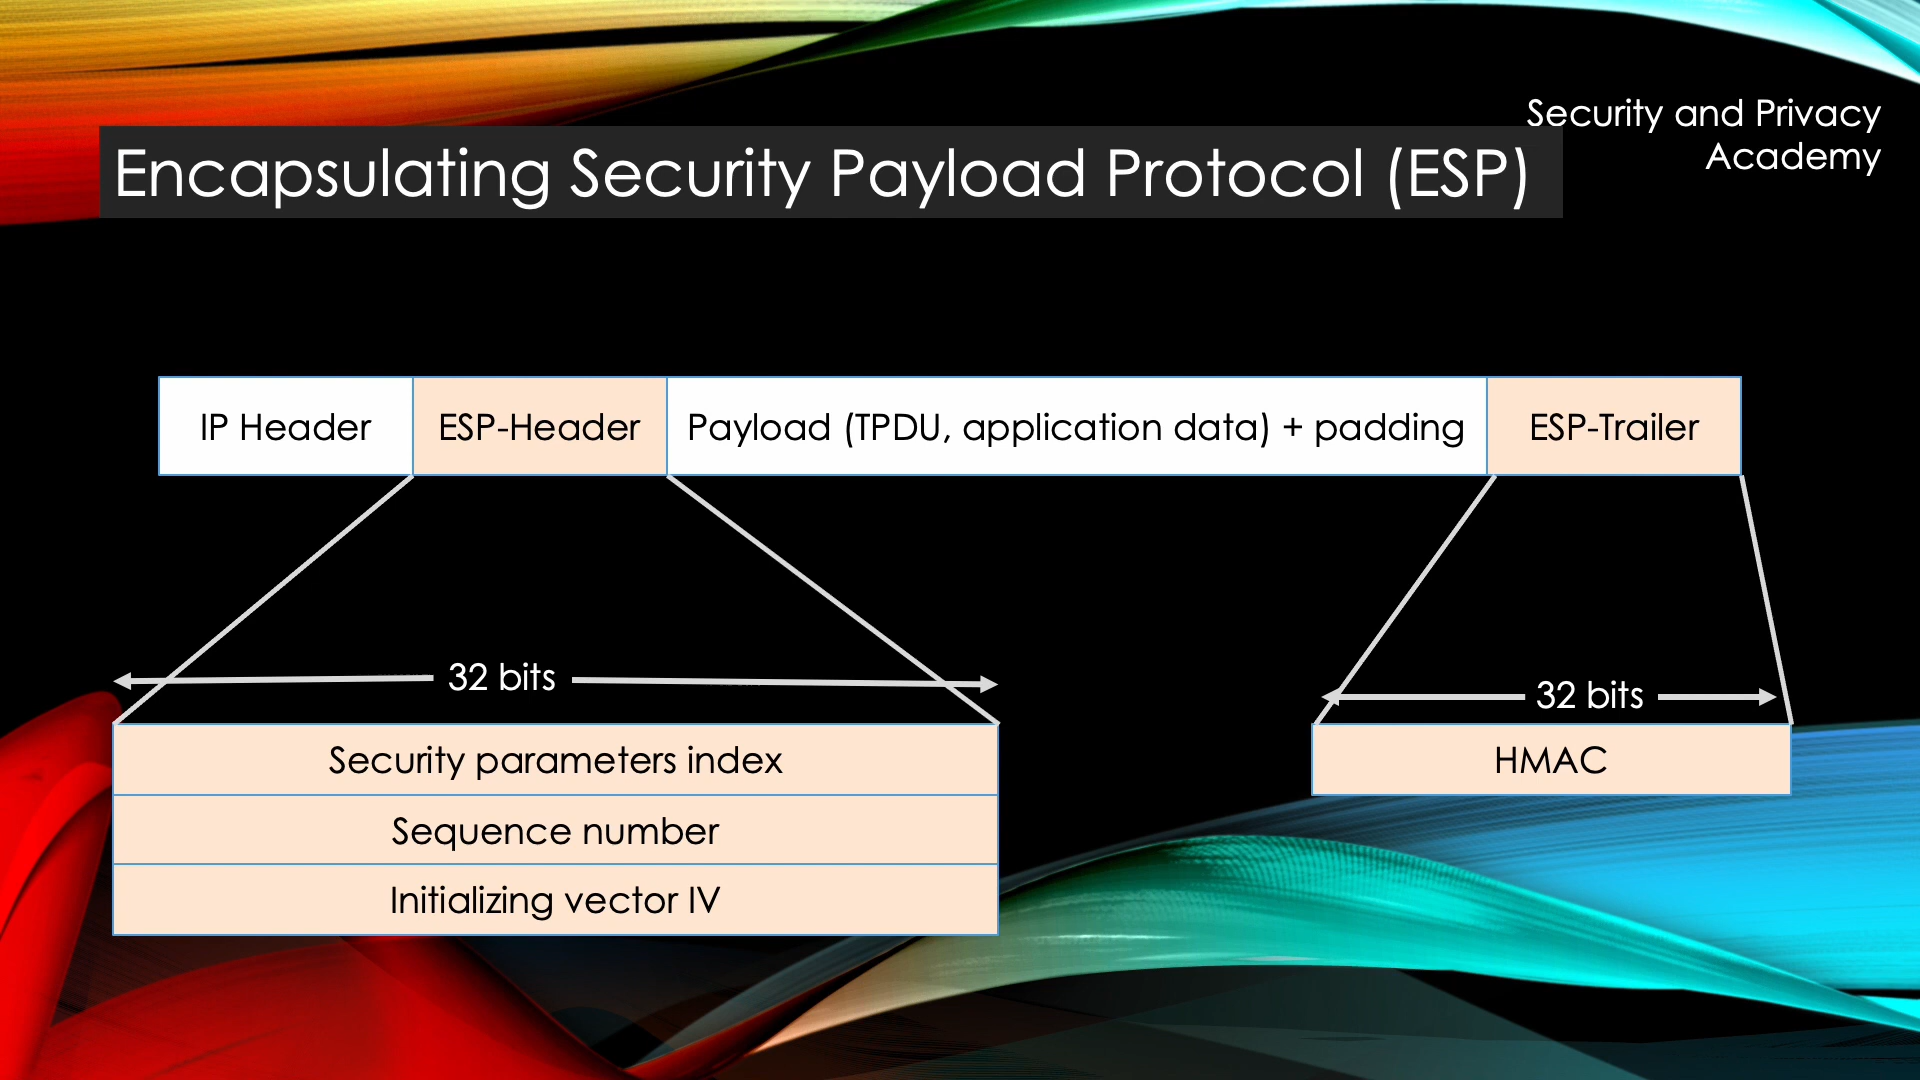 Security and Privacy
Academy
Encapsulating Security Payload Protocol (ESP)
IP Header
ESP-Header
Payload (TPDU, application data) + padding
ESP-Trailer
32 bits
32 bits
Security parameters index
HMAC
Sequence number
Initializing vector IV